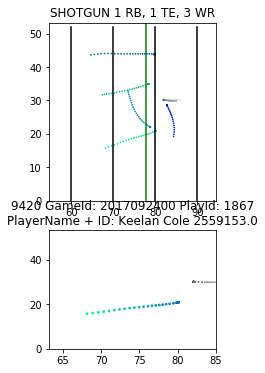 SHOTGUN 1 RB, 1 TE, 3 WR
50
40
30
20
10
0
60 70 80 90
9420 GameId: 2017092400 PlayId: 1867
PlayerName + ID: Keelan Cole 2559153.0
40
20
0
65 70 75 80 85